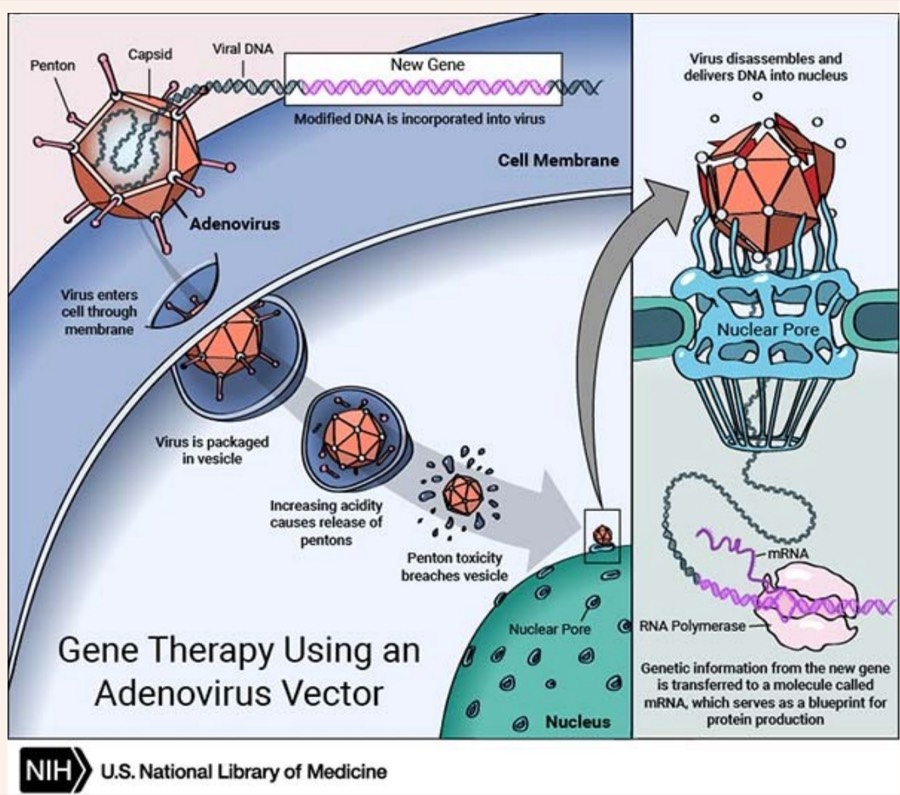 Penton
Capsid
Viral DNA
New Gene
Modified DNA is incorporated into virus
Cell Membrane
Adenovirus
Virus enters
cell through
membrane
Virus is packaged
in vesicle
Increasing acidity
causes release of
pentons
Penton toxicity
breaches vesicle
Nuclear Pore
Nucleus
Gene Therapy Using an
Adenovirus Vector
Virus disassembles and
delivers DNA into nucleus
Nuclear Pore
mRNA
RNA Polymerase
Genetic information from the new gene
is transferred to a molecule called
mRNA, which serves as a blueprint for
protein production
NIH U.S. National Library of Medicine